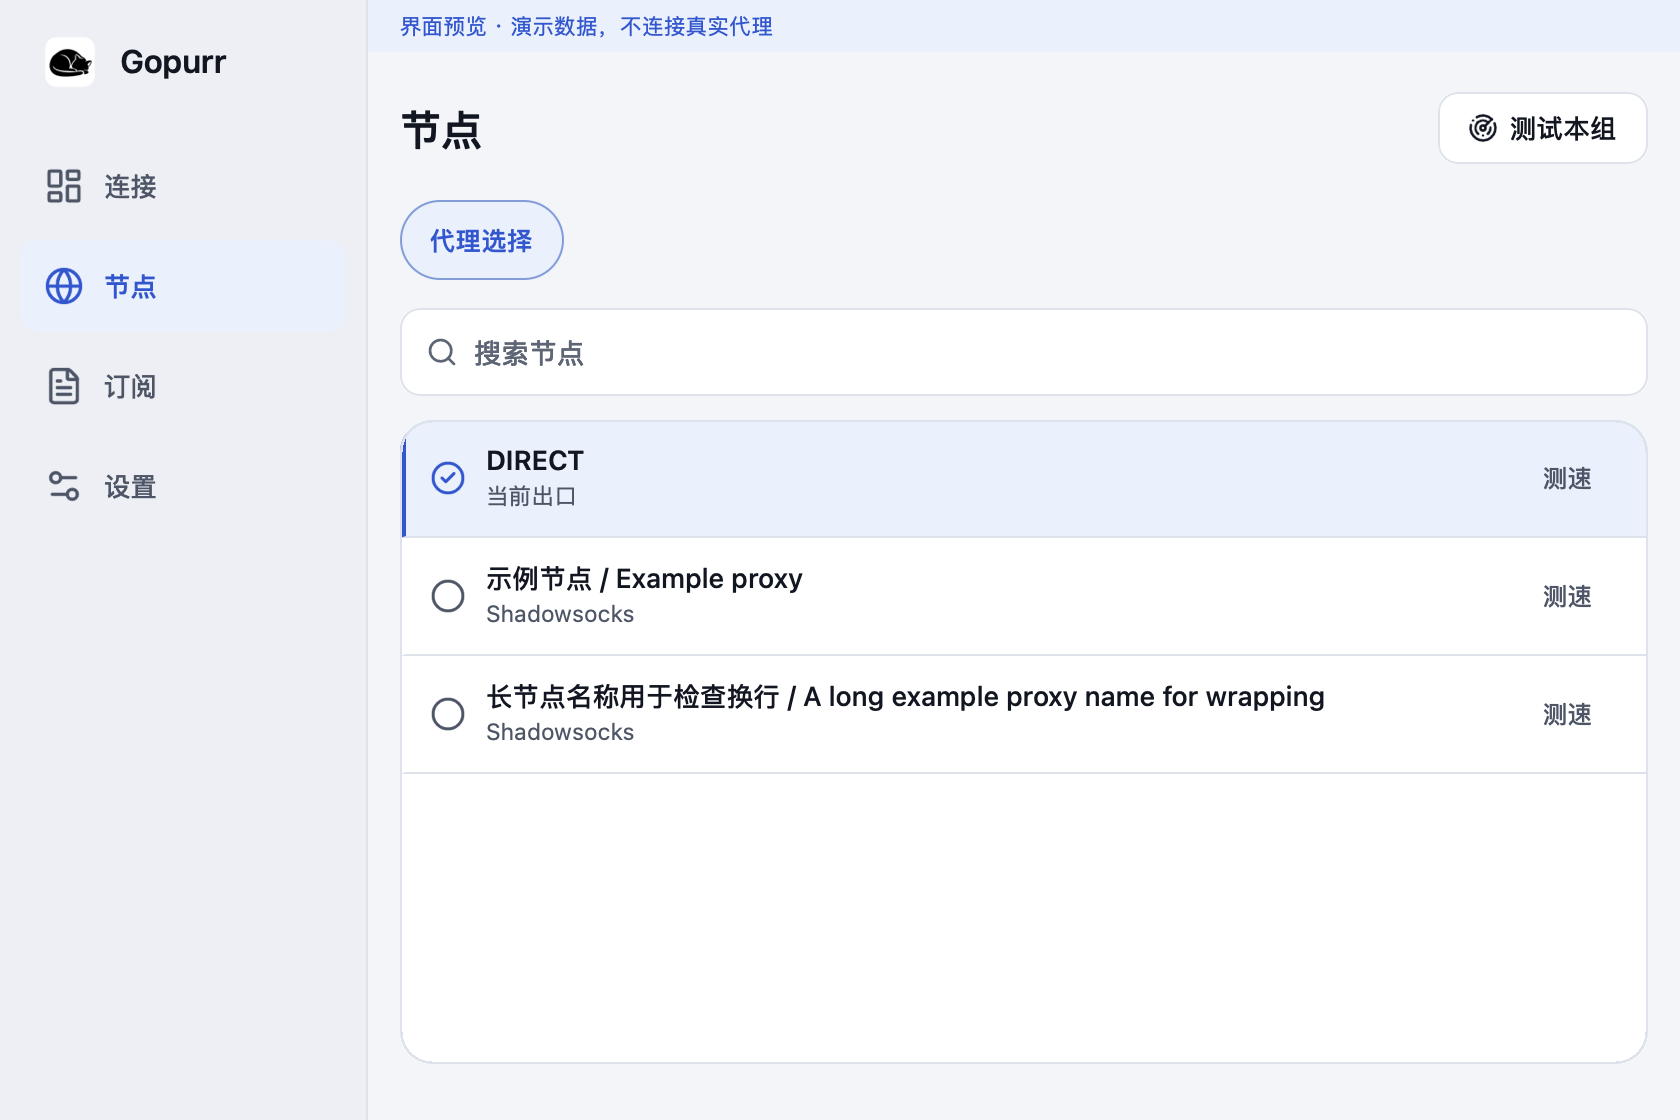 Gopurr
连接
节点
订阅
设置
界面预览 · 演示数据，不连接真实代理
节点
测试本组
代理选择
搜索节点
DIRECT
当前出口
测速
示例节点 / Example proxy
Shadowsocks
测速
长节点名称用于检查换行 / A long example proxy name for wrapping
Shadowsocks
测速